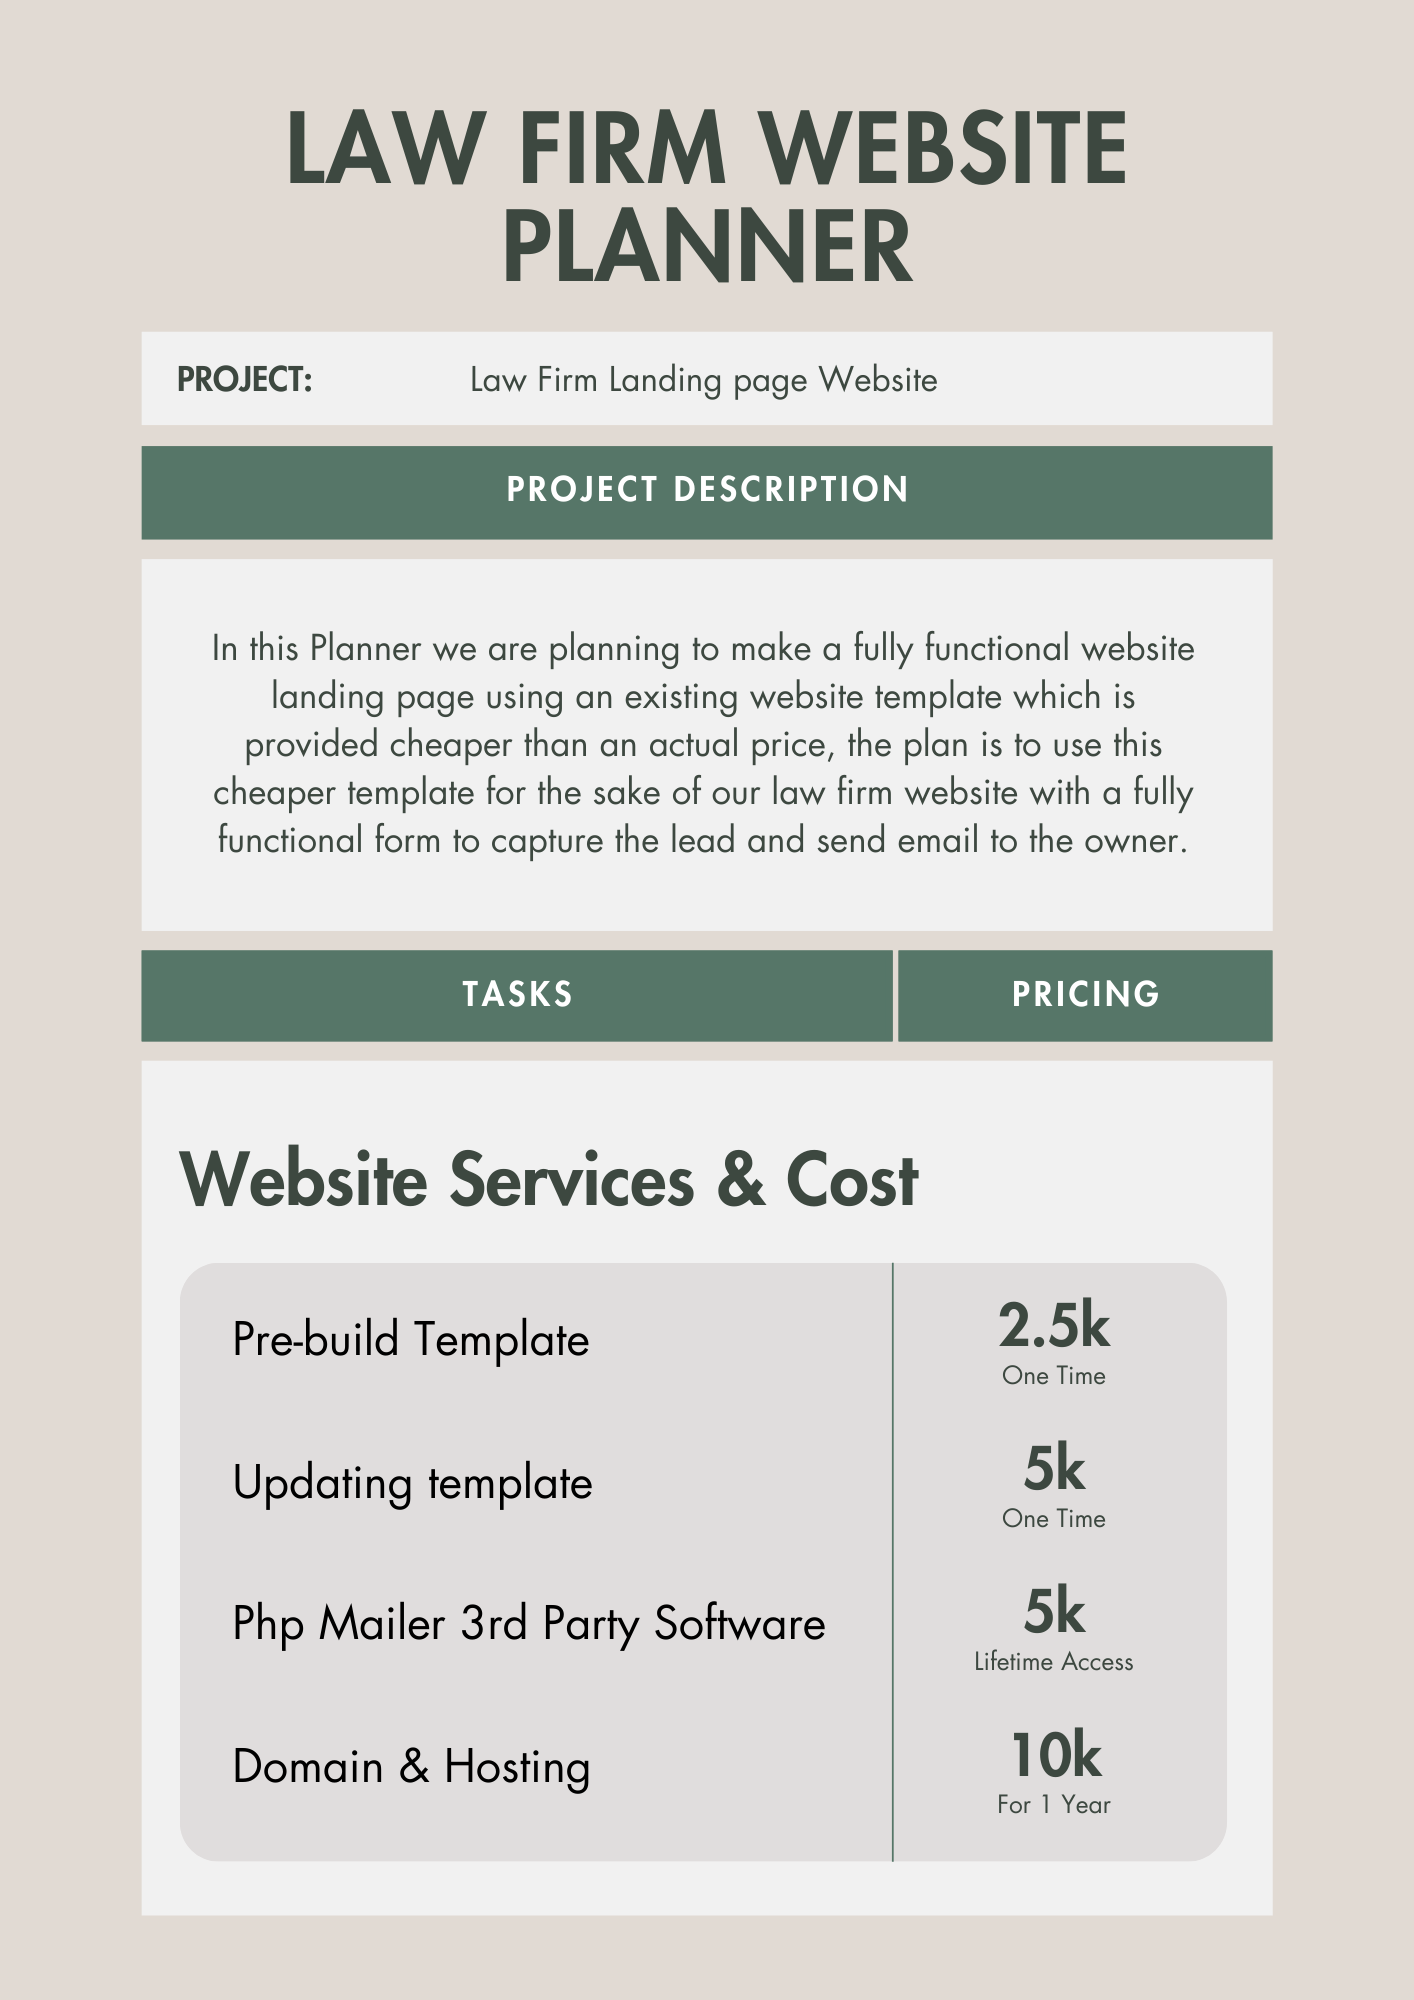 LAW FIRM WEBSITE
PLANNER
PROJECT: Law Firm Landing page Website
PROJECT DESCRIPTION
In this Planner we are planning to make a fully functional website
landing page using an existing website template which is
provided cheaper than an actual price, the plan is to use this
cheaper template for the sake of our law firm website with a fully
functional form to capture the lead and send email to the owner.
TASKS PRICING
Website Services & Cost
Pre-build Template 2.5k
One Time
Updating template 5k
One Time
Php Mailer 3rd Party Software 5k
Lifetime Access
Domain & Hosting 10k
For 1 Year